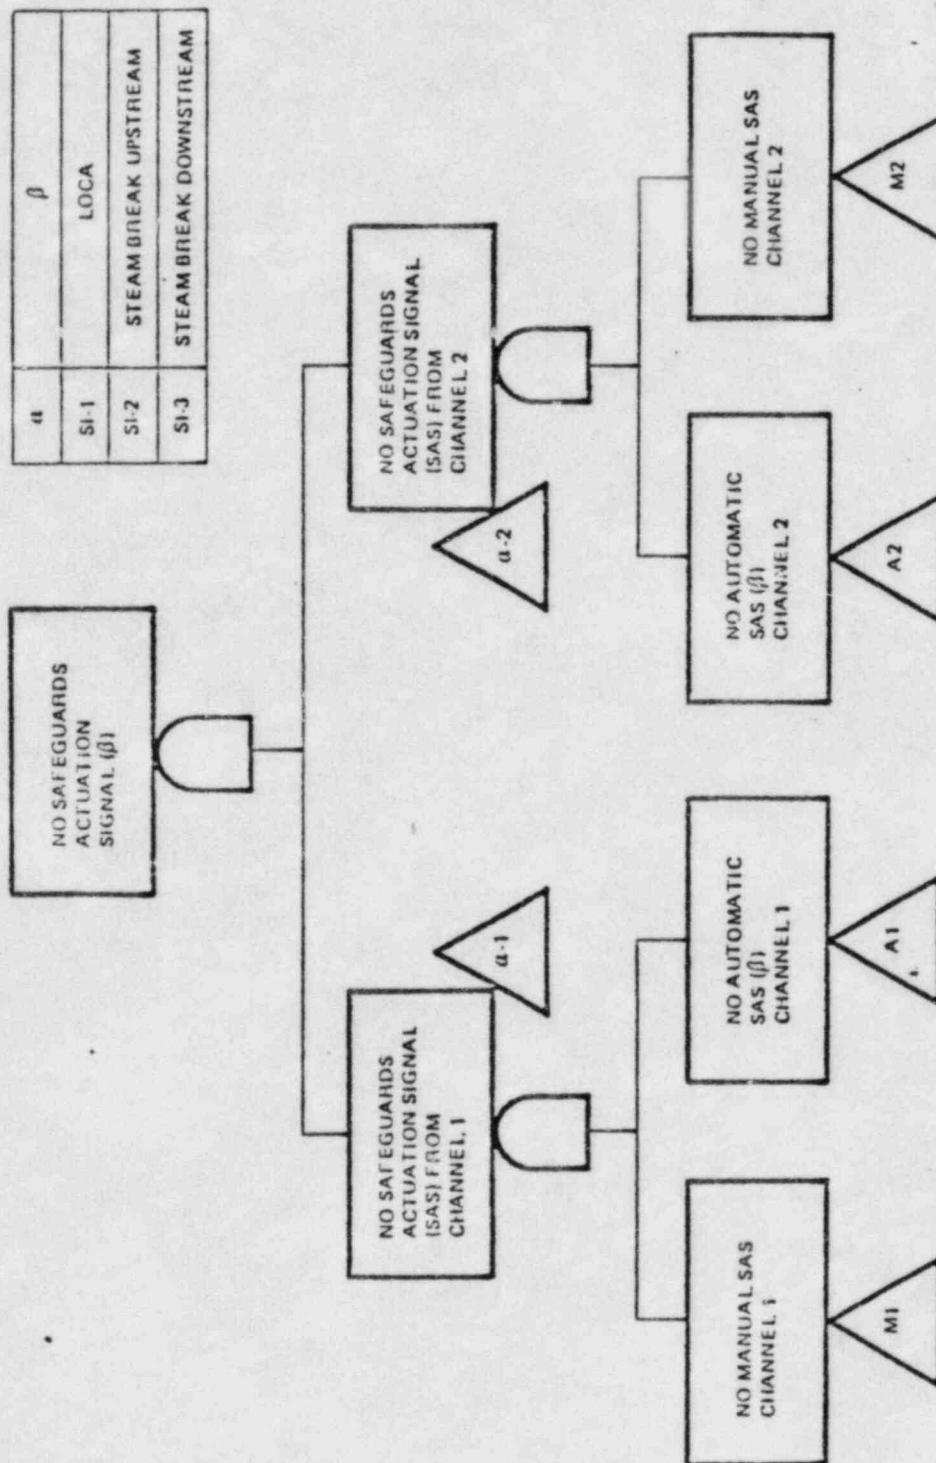 α β
SI-1 LOCA
SI-2 STEAM BREAK UPSTREAM
SI-3 STEAM BREAK DOWNSTREAM
NO SAFEGUARDS
ACTUATION
SIGNAL (β)
NO SAFEGUARDS
ACTUATION SIGNAL
(SAS) FROM
CHANNEL 1
α-1
NO SAFEGUARDS
ACTUATION SIGNAL
(SAS) FROM
CHANNEL 2
α-2
NO MANUAL SAS
CHANNEL 1
M1
NO AUTOMATIC
SAS (β)
CHANNEL 1
A1
NO AUTOMATIC
SAS (β)
CHANNEL 2
A2
NO MANUAL SAS
CHANNEL 2
M2